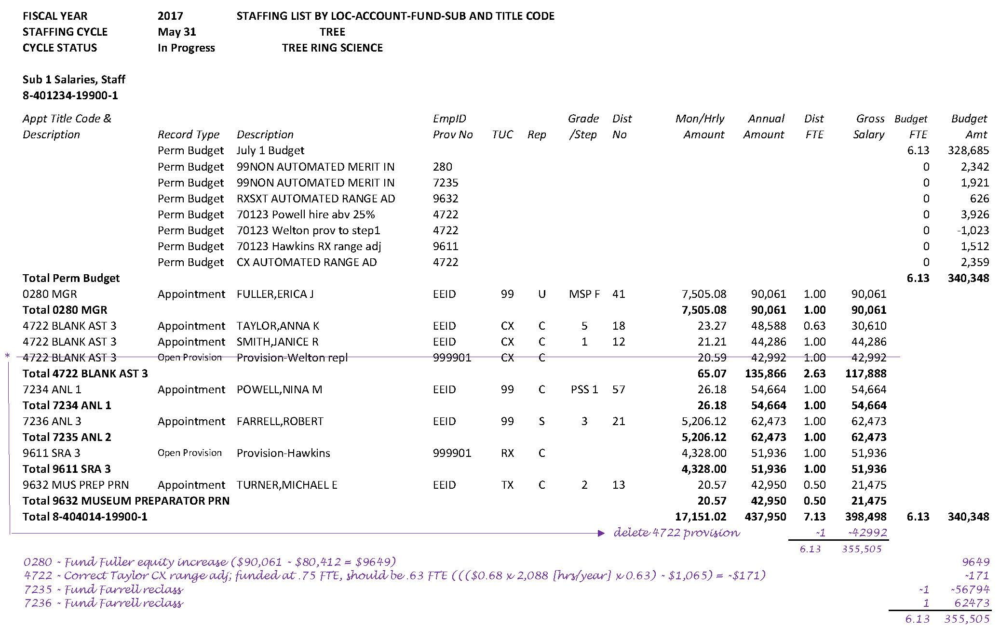 FISCAL YEAR 2017 STAFFING LIST BY LOC-ACCOUNT-FUND-SUB AND TITLE CODE
STAFFING CYCLE May 31 TREE
CYCLE STATUS In Progress TREE RING SCIENCE
Sub 1 Salaries, Staff
8-401234-19900-1
Appt Title Code & EmpID Grade Dist Mon/Hrly Annual Dist Gross Budget Budget
Description Record Type Description Prov No TUC Rep /Step No Amount Amount FTE Salary FTE Amt
Perm Budget July 1 Budget 6.13 328,685
Perm Budget 99NON AUTOMATED MERIT IN 280 0 2,342
Perm Budget 99NON AUTOMATED MERIT IN 7235 0 1,921
Perm Budget RXSXT AUTOMATED RANGE AD 9632 0 626
Perm Budget 70123 Powell hire abv 25% 4722 0 3,926
Perm Budget 70123 Welton prov to step1 4722 0 -1,023
Perm Budget 70123 Hawkins RX range adj 9611 0 1,512
Perm Budget CX AUTOMATED RANGE AD 4722 0 2,359
Total Perm Budget 6.13 340,348
0280 MGR Appointment FULLER,ERICA J EEID 99 U MSP F 41 7,505.08 90,061 1.00 90,061
Total 0280 MGR 7,505.08 90,061 1.00 90,061
4722 BLANK AST 3 Appointment TAYLOR,ANNA K EEID CX C 5 18 23.27 48,588 0.63 30,610
4722 BLANK AST 3 Appointment SMITH,JANICE R EEID CX C 1 12 21.21 44,286 1.00 44,286
* 4722 BLANK AST 3 Open Provision Provision-Welton repl 999901 CX C 20.59 42,992 1.00 42,992
Total 4722 BLANK AST 3 65.07 135,866 2.63 117,888
7234 ANL 1 Appointment POWELL,NINA M EEID 99 C PSS 1 57 26.18 54,664 1.00 54,664
Total 7234 ANL 1 26.18 54,664 1.00 54,664
7236 ANL 3 Appointment FARRELL,ROBERT EEID 99 S 3 21 5,206.12 62,473 1.00 62,473
Total 7235 ANL 2 5,206.12 62,473 1.00 62,473
9611 SRA 3 Open Provision Provision-Hawkins 999901 RX C 4,328.00 51,936 1.00 51,936
Total 9611 SRA 3 4,328.00 51,936 1.00 51,936
9632 MUS PREP PRN Appointment TURNER,MICHAEL E EEID TX C 2 13 20.57 42,950 0.50 21,475
Total 9632 MUSEUM PREPARATOR PRN 20.57 42,950 0.50 21,475
Total 8-404014-19900-1 17,151.02 437,950 7.13 398,498 6.13 340,348
delete 4722 provision -1 -42992
6.13 355,505
0280 - Fund Fuller equity increase ($90,061 - $80,412 = $9649) 9649
4722 - Correct Taylor CX range adj; funded at .75 FTE, should be .63 FTE ((($0.68 x 2,088 [hrs/year] x 0.63) - $1,065) = -$171) -171
7235 - Fund Farrell reclass -1 -56794
7236 - Fund Farrell reclass 1 62473
6.13 355,505